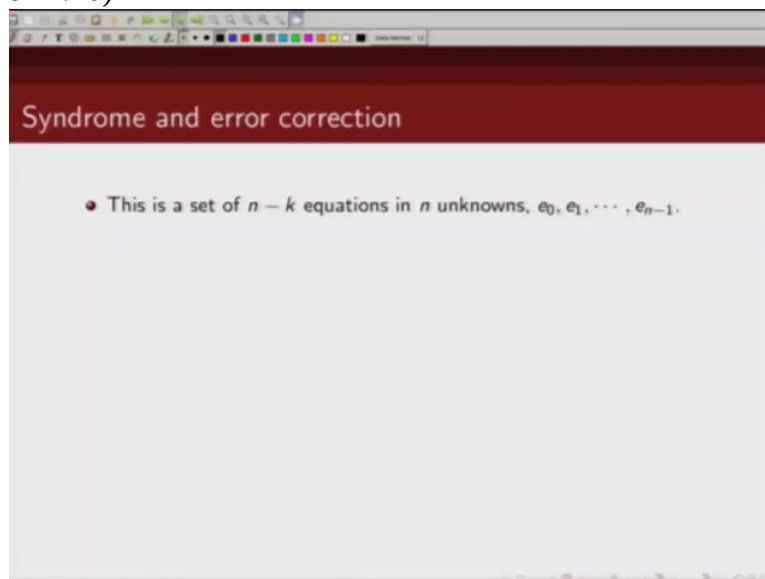 Syndrome and error correction
This is a set of n − k equations in n unknowns, e₀, e₁, ⋯ , eₙ₋₁.